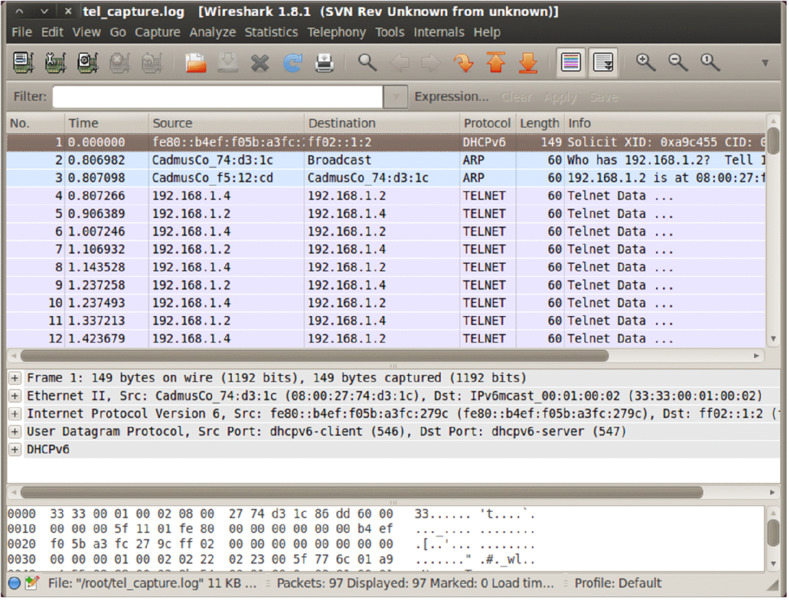 tel_capture.log [Wireshark 1.8.1 (SVN Rev Unknown from unknown)]
File Edit View Go Capture Analyze Statistics Telephony Tools Internals Help
Filter: Expression... Clear Apply Save
No. Time Source Destination Protocol Length Info
1 0.000000 fe80::b4ef:f05b:a3fc: ff02::1:2 DHCPv6 149 Solicit XID: 0xa9c455 CID: 0
2 0.806982 CadmusCo_74:d3:1c Broadcast ARP 60 Who has 192.168.1.2? Tell 1
3 0.807098 CadmusCo_f5:12:cd CadmusCo_74:d3:1c ARP 60 192.168.1.2 is at 08:00:27:f
4 0.807266 192.168.1.4 192.168.1.2 TELNET 60 Telnet Data ...
5 0.906389 192.168.1.2 192.168.1.4 TELNET 60 Telnet Data ...
6 1.007246 192.168.1.4 192.168.1.2 TELNET 60 Telnet Data ...
7 1.106932 192.168.1.2 192.168.1.4 TELNET 60 Telnet Data ...
8 1.143528 192.168.1.4 192.168.1.2 TELNET 60 Telnet Data ...
9 1.237258 192.168.1.2 192.168.1.4 TELNET 60 Telnet Data ...
10 1.237493 192.168.1.4 192.168.1.2 TELNET 60 Telnet Data ...
11 1.337213 192.168.1.2 192.168.1.4 TELNET 60 Telnet Data ...
12 1.423679 192.168.1.4 192.168.1.2 TELNET 60 Telnet Data ...
Frame 1: 149 bytes on wire (1192 bits), 149 bytes captured (1192 bits)
Ethernet II, Src: CadmusCo_74:d3:1c (08:00:27:74:d3:1c), Dst: IPv6mcast_00:01:00:02 (33:33:00:01:00:02)
Internet Protocol Version 6, Src: fe80::b4ef:f05b:a3fc:279c (fe80::b4ef:f05b:a3fc:279c), Dst: ff02::1:2 (
User Datagram Protocol, Src Port: dhcpv6-client (546), Dst Port: dhcpv6-server (547)
DHCPv6
0000 33 33 00 01 00 02 08 00 27 74 d3 1c 86 dd 60 00 33...... 't....`.
0010 00 00 00 5f 11 01 fe 80 00 00 00 00 00 00 b4 ef ..._.... ........
0020 f0 5b a3 fc 27 9c ff 02 00 00 00 00 00 00 00 00 .[..'... ........
0030 00 00 00 01 00 02 02 22 02 23 00 5f 77 6c 01 a9 ......." .#._wl..
File: "/root/tel_capture.log" 11 KB ... Packets: 97 Displayed: 97 Marked: 0 Load tim... Profile: Default